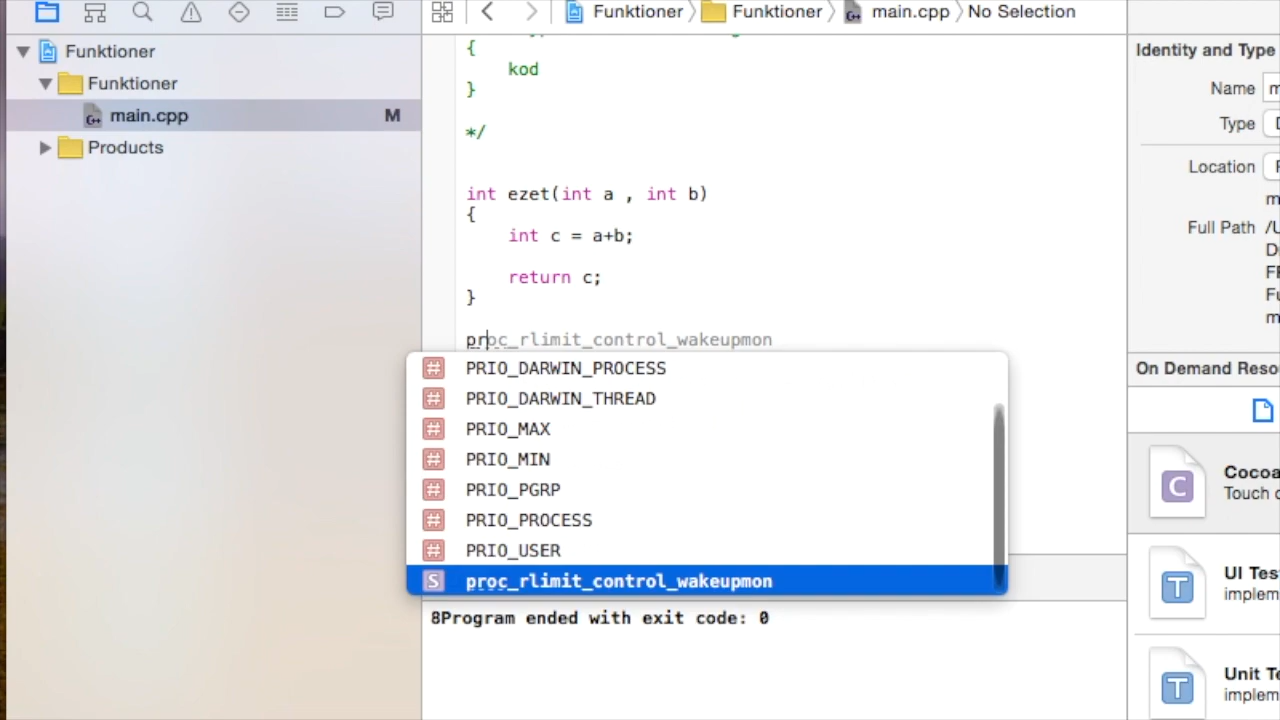 Funktioner 〉 Funktioner 〉 main.cpp 〉 No Selection
Funktioner
Funktioner
main.cpp M
Products
{
kod
}
*/
int ezet(int a , int b)
{
int c = a+b;
return c;
}
proc_rlimit_control_wakeupmon
PRIO_DARWIN_PROCESS
PRIO_DARWIN_THREAD
PRIO_MAX
PRIO_MIN
PRIO_PGRP
PRIO_PROCESS
PRIO_USER
S proc_rlimit_control_wakeupmon
8Program ended with exit code: 0
Identity and Type
Name m
Type D
Location
m
Full Path /U
D
m
On Demand Reso
C Cocoa
Touch c
T UI Tes
implem
T Unit Te
implem